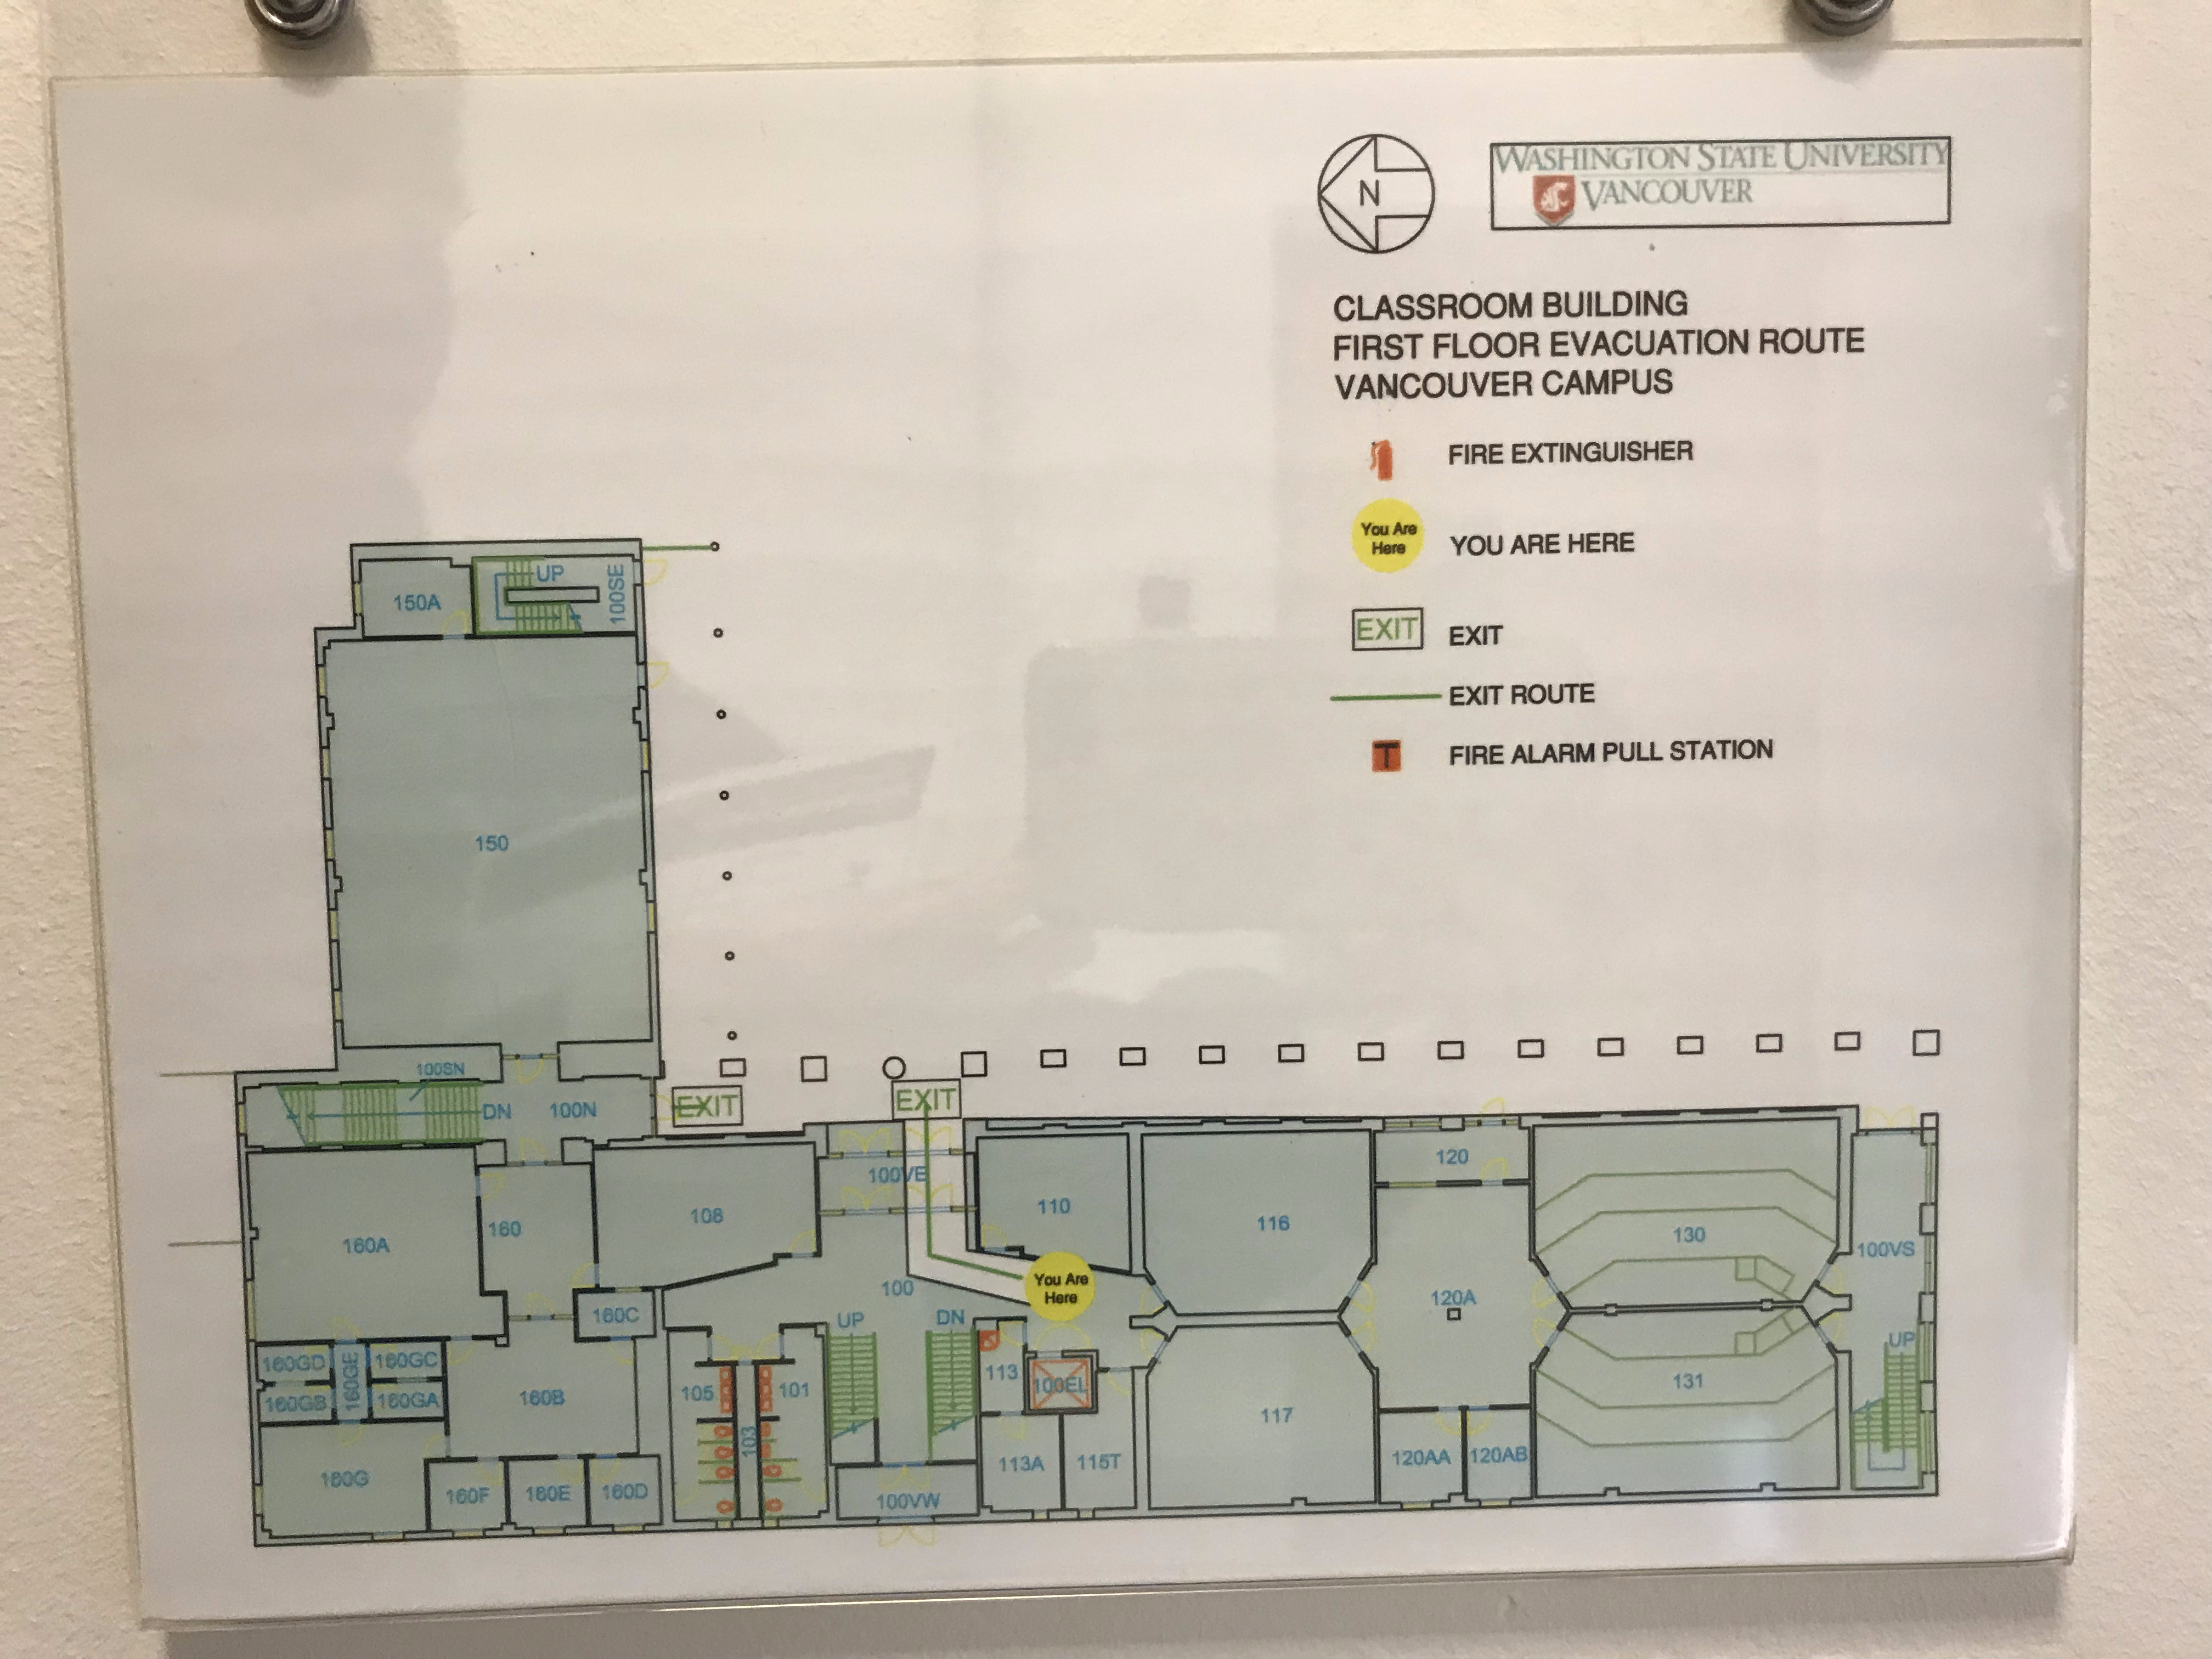 WASHINGTON STATE UNIVERSITY
VANCOUVER
N
CLASSROOM BUILDING
FIRST FLOOR EVACUATION ROUTE
VANCOUVER CAMPUS
FIRE EXTINGUISHER
You Are
Here
YOU ARE HERE
EXIT
EXIT
EXIT ROUTE
T
FIRE ALARM PULL STATION
UP
100SE
150A
150
100SN
DN
100N
EXIT
EXIT
100VE
160A
160
108
110
116
120
130
100VS
100
You Are
Here
120A
160C
UP
DN
UP
160GD
160GE
160GC
160GB
160GA
160B
105
103
101
113
100EL
117
131
160G
160F
160E
160D
100VW
113A
115T
120AA
120AB